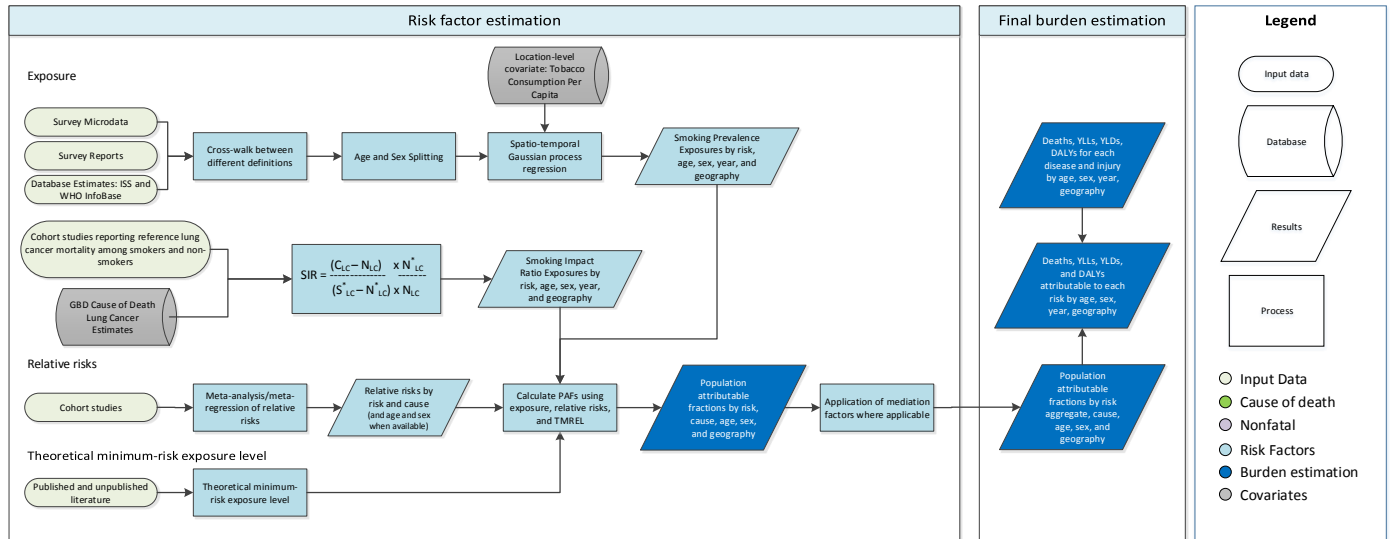 Risk factor estimation
Final burden estimation
Legend
Exposure
Location-level
covariate: Tobacco
Consumption Per
Capita
Survey Microdata
Survey Reports
Database Estimates: ISS and
WHO InfoBase
Cross-walk between
different definitions
Age and Sex Splitting
Spatio-temporal
Gaussian process
regression
Smoking Prevalence
Exposures by risk,
age, sex, year, and
geography
Cohort studies reporting reference lung
cancer mortality among smokers and non-
smokers
GBD Cause of Death
Lung Cancer
Estimates
SIR = (C_LC – N_LC) x N*_LC
--------------- -------
(S*_LC – N*_LC) x N_LC
Smoking Impact
Ratio Exposures by
risk, age, sex, year,
and geography
Relative risks
Cohort studies
Meta-analysis/meta-
regression of relative
risks
Relative risks by
risk and cause
(and age and sex
when available)
Calculate PAFs using
exposure, relative risks,
and TMREL
Population
attributable
fractions by risk,
cause, age, sex,
and geography
Application of mediation
factors where applicable
Theoretical minimum-risk exposure level
Published and unpublished
literature
Theoretical minimum-
risk exposure level
Deaths, YLLs, YLDs,
DALYs for each
disease and injury
by age, sex, year,
geography
Deaths, YLLs, YLDs,
and DALYs
attributable to each
risk by age, sex,
year, geography
Population
attributable
fractions by risk
aggregate, cause,
age, sex, and
geography
Input data
Database
Results
Process
Input Data
Cause of death
Nonfatal
Risk Factors
Burden estimation
Covariates